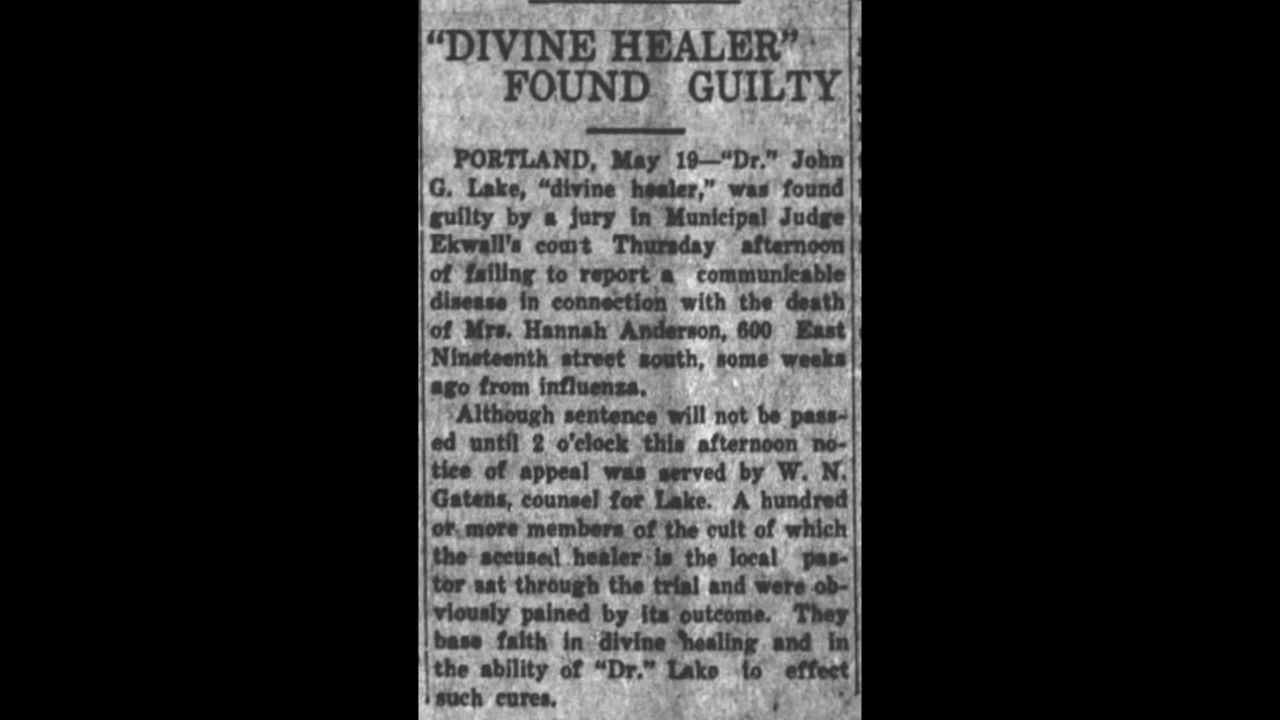 “DIVINE HEALER”
FOUND GUILTY
PORTLAND, May 19—“Dr.” John
G. Lake, “divine healer,” was found
guilty by a jury in Municipal Judge
Ekwall's court Thursday afternoon
of failing to report a communicable
disease in connection with the death
of Mrs. Hannah Anderson, 600 East
Nineteenth street south, some weeks
ago from influenza.
Although sentence will not be pass-
ed until 2 o'clock this afternoon no-
tice of appeal was served by W. N.
Gatens, counsel for Lake. A hundred
or more members of the cult of which
the accused healer is the local pas-
tor sat through the trial and were ob-
viously pained by its outcome. They
base faith in divine healing and in
the ability of “Dr.” Lake to effect
such cures.